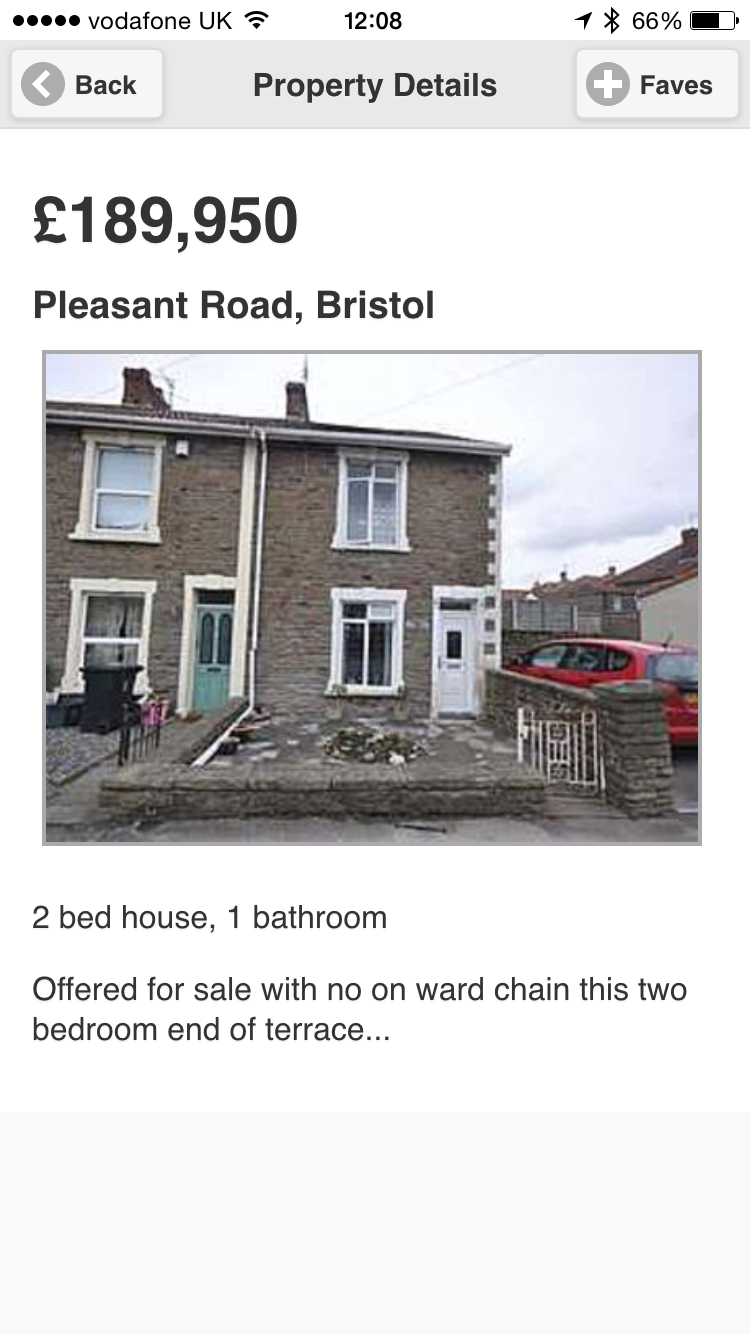 vodafone UK 12:08 66%
Back Property Details Faves
£189,950
Pleasant Road, Bristol
2 bed house, 1 bathroom
Offered for sale with no on ward chain this two
bedroom end of terrace...